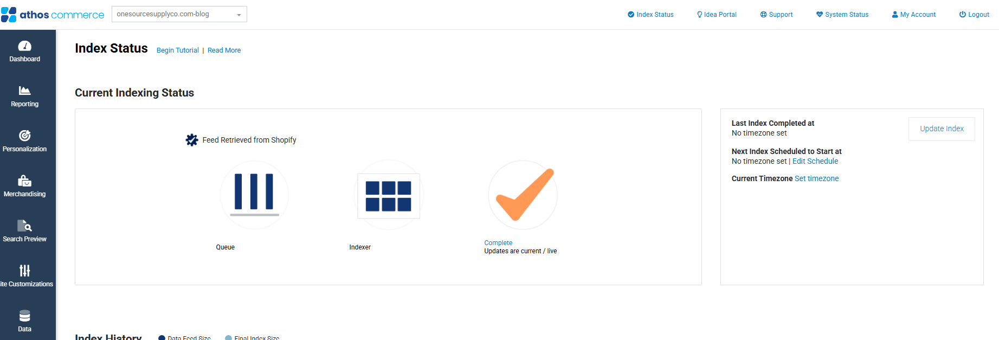 athos commerce
onesourcesupplyco.com-blog
Index Status
Idea Portal
Support
System Status
My Account
Logout
Dashboard
Reporting
Personalization
Merchandising
Search Preview
ite Customizations
Data
Index Status
Begin Tutorial | Read More
Current Indexing Status
Feed Retrieved from Shopify
Queue
Indexer
Complete
Updates are current / live
Last Index Completed at
No timezone set
Update Index
Next Index Scheduled to Start at
No timezone set | Edit Schedule
Current Timezone Set timezone
Index History
Data Feed Size
Final Index Size